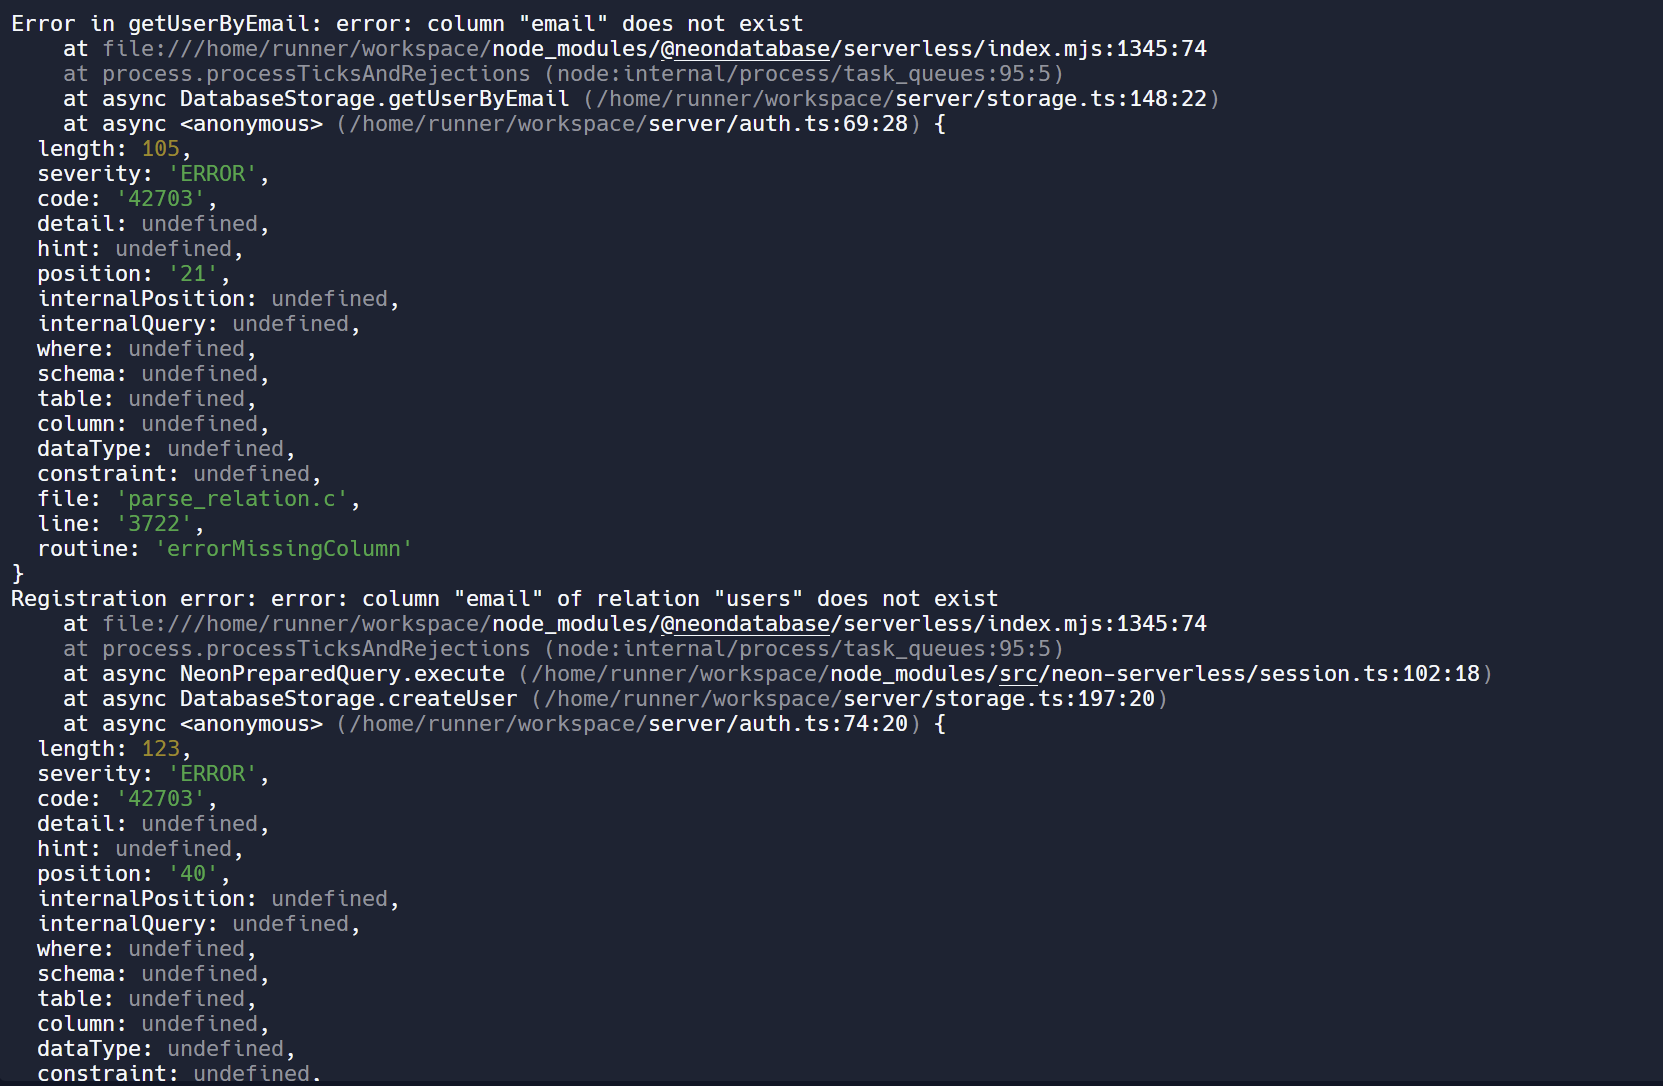 Error in getUserByEmail: error: column "email" does not exist
    at file:///home/runner/workspace/node_modules/@neondatabase/serverless/index.mjs:1345:74
    at process.processTicksAndRejections (node:internal/process/task_queues:95:5)
    at async DatabaseStorage.getUserByEmail (/home/runner/workspace/server/storage.ts:148:22)
    at async <anonymous> (/home/runner/workspace/server/auth.ts:69:28) {
  length: 105,
  severity: 'ERROR',
  code: '42703',
  detail: undefined,
  hint: undefined,
  position: '21',
  internalPosition: undefined,
  internalQuery: undefined,
  where: undefined,
  schema: undefined,
  table: undefined,
  column: undefined,
  dataType: undefined,
  constraint: undefined,
  file: 'parse_relation.c',
  line: '3722',
  routine: 'errorMissingColumn'
}
Registration error: error: column "email" of relation "users" does not exist
    at file:///home/runner/workspace/node_modules/@neondatabase/serverless/index.mjs:1345:74
    at process.processTicksAndRejections (node:internal/process/task_queues:95:5)
    at async NeonPreparedQuery.execute (/home/runner/workspace/node_modules/src/neon-serverless/session.ts:102:18)
    at async DatabaseStorage.createUser (/home/runner/workspace/server/storage.ts:197:20)
    at async <anonymous> (/home/runner/workspace/server/auth.ts:74:20) {
  length: 123,
  severity: 'ERROR',
  code: '42703',
  detail: undefined,
  hint: undefined,
  position: '40',
  internalPosition: undefined,
  internalQuery: undefined,
  where: undefined,
  schema: undefined,
  table: undefined,
  column: undefined,
  dataType: undefined,
  constraint: undefined,